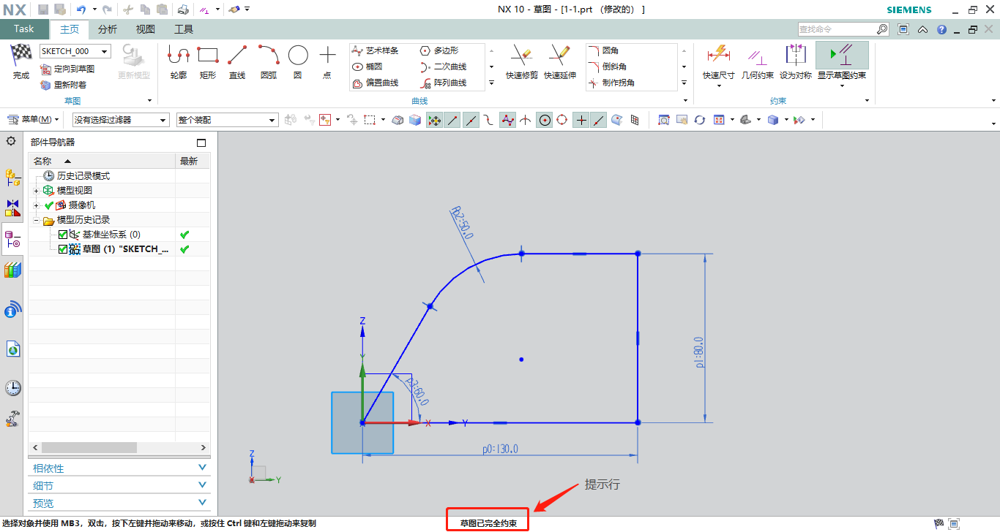 NX
NX 10 - 草图 - [1-1.prt （修改的） ]
SIEMENS
Task
主页
分析
视图
工具
查找命令
完成
SKETCH_000
定向到草图
重新附着
更新模型
草图
轮廓
矩形
直线
圆弧
圆
点
艺术样条
椭圆
偏置曲线
多边形
二次曲线
阵列曲线
曲线
快速修剪
快速延伸
圆角
倒斜角
制作拐角
快速尺寸
几何约束
设为对称
显示草图约束
约束
菜单(M)
没有选择过滤器
整个装配
部件导航器
名称
最新
历史记录模式
模型视图
摄像机
模型历史记录
基准坐标系 (0)
草图 (1) "SKETCH_...
相依性
细节
预览
Rp2:50.0
p1:80.0
p3:60.0
p0:130.0
Z
Y
X
Y
Z
X
Y
提示行
选择对象并使用 MB3，双击，按下左键并拖动来移动，或按住 Ctrl 键和左键拖动来复制
草图已完全约束